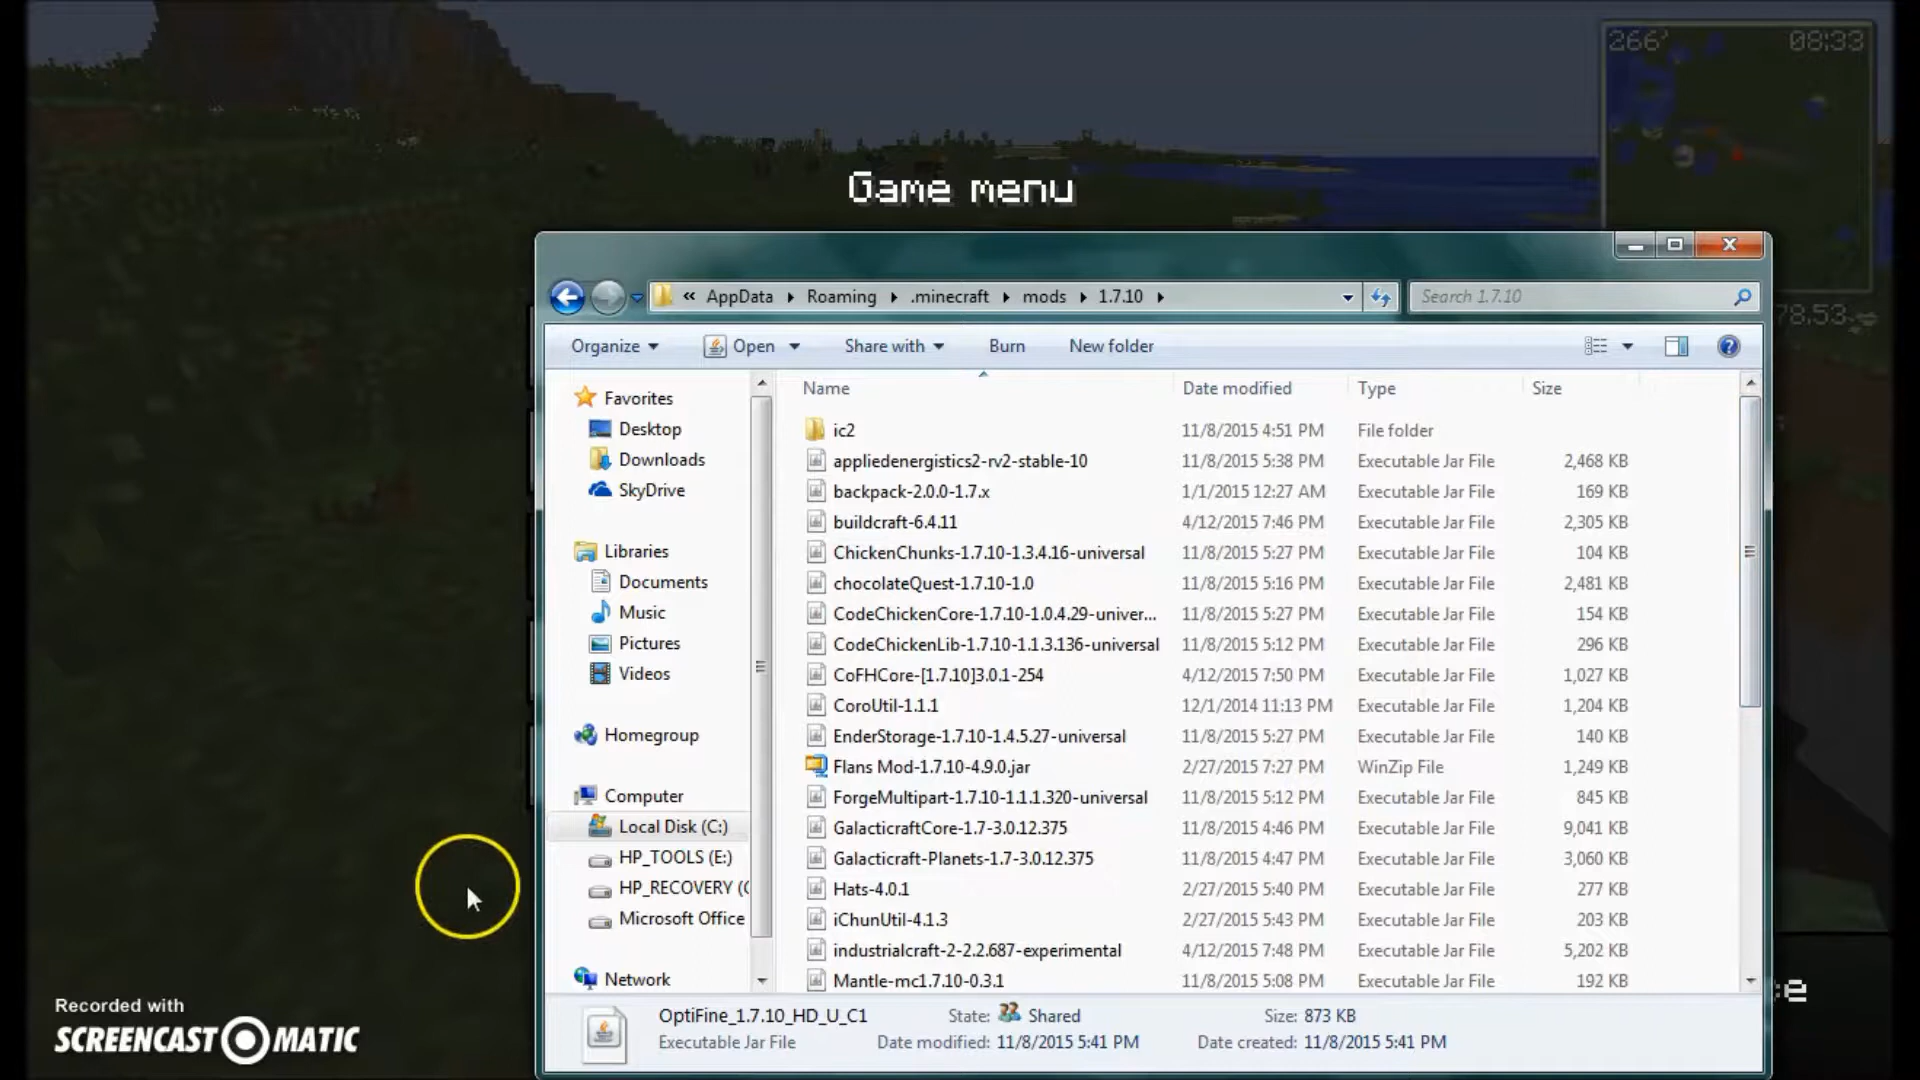 266' 08:33
Game menu
78.53
« AppData Roaming .minecraft mods 1.7.10
Search 1.7.10
Organize Open Share with Burn New folder
Name Date modified Type Size
Favorites
Desktop
Downloads
SkyDrive
Libraries
Documents
Music
Pictures
Videos
Homegroup
Computer
Local Disk (C:)
HP_TOOLS (E:)
HP_RECOVERY (
Microsoft Office
Network
ic2 11/8/2015 4:51 PM File folder
appliedenergistics2-rv2-stable-10 11/8/2015 5:38 PM Executable Jar File 2,468 KB
backpack-2.0.0-1.7.x 1/1/2015 12:27 AM Executable Jar File 169 KB
buildcraft-6.4.11 4/12/2015 7:46 PM Executable Jar File 2,305 KB
ChickenChunks-1.7.10-1.3.4.16-universal 11/8/2015 5:27 PM Executable Jar File 104 KB
chocolateQuest-1.7.10-1.0 11/8/2015 5:16 PM Executable Jar File 2,481 KB
CodeChickenCore-1.7.10-1.0.4.29-univer... 11/8/2015 5:27 PM Executable Jar File 154 KB
CodeChickenLib-1.7.10-1.1.3.136-universal 11/8/2015 5:12 PM Executable Jar File 296 KB
CoFHCore-[1.7.10]3.0.1-254 4/12/2015 7:50 PM Executable Jar File 1,027 KB
CoroUtil-1.1.1 12/1/2014 11:13 PM Executable Jar File 1,204 KB
EnderStorage-1.7.10-1.4.5.27-universal 11/8/2015 5:27 PM Executable Jar File 140 KB
Flans Mod-1.7.10-4.9.0.jar 2/27/2015 7:27 PM WinZip File 1,249 KB
ForgeMultipart-1.7.10-1.1.1.320-universal 11/8/2015 5:12 PM Executable Jar File 845 KB
GalacticraftCore-1.7-3.0.12.375 11/8/2015 4:46 PM Executable Jar File 9,041 KB
Galacticraft-Planets-1.7-3.0.12.375 11/8/2015 4:47 PM Executable Jar File 3,060 KB
Hats-4.0.1 2/27/2015 5:40 PM Executable Jar File 277 KB
iChunUtil-4.1.3 2/27/2015 5:43 PM Executable Jar File 203 KB
industrialcraft-2-2.2.687-experimental 4/12/2015 7:48 PM Executable Jar File 5,202 KB
Mantle-mc1.7.10-0.3.1 11/8/2015 5:08 PM Executable Jar File 192 KB
OptiFine_1.7.10_HD_U_C1 State: Shared Size: 873 KB
Executable Jar File Date modified: 11/8/2015 5:41 PM Date created: 11/8/2015 5:41 PM
Recorded with
SCREENCAST-O-MATIC